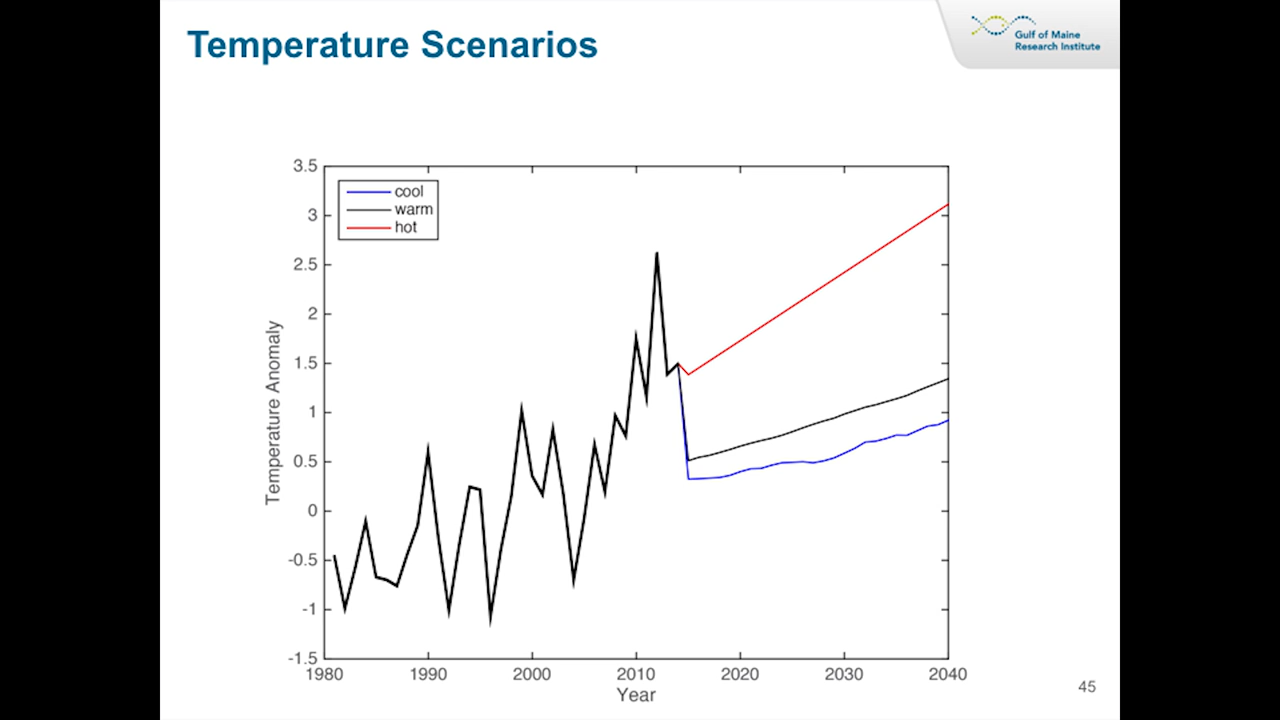 Temperature Scenarios
Gulf of Maine
Research Institute
3.5
3
2.5
2
1.5
1
0.5
0
-0.5
-1
-1.5
Temperature Anomaly
cool
warm
hot
1980
1990
2000
2010
2020
2030
2040
Year
45